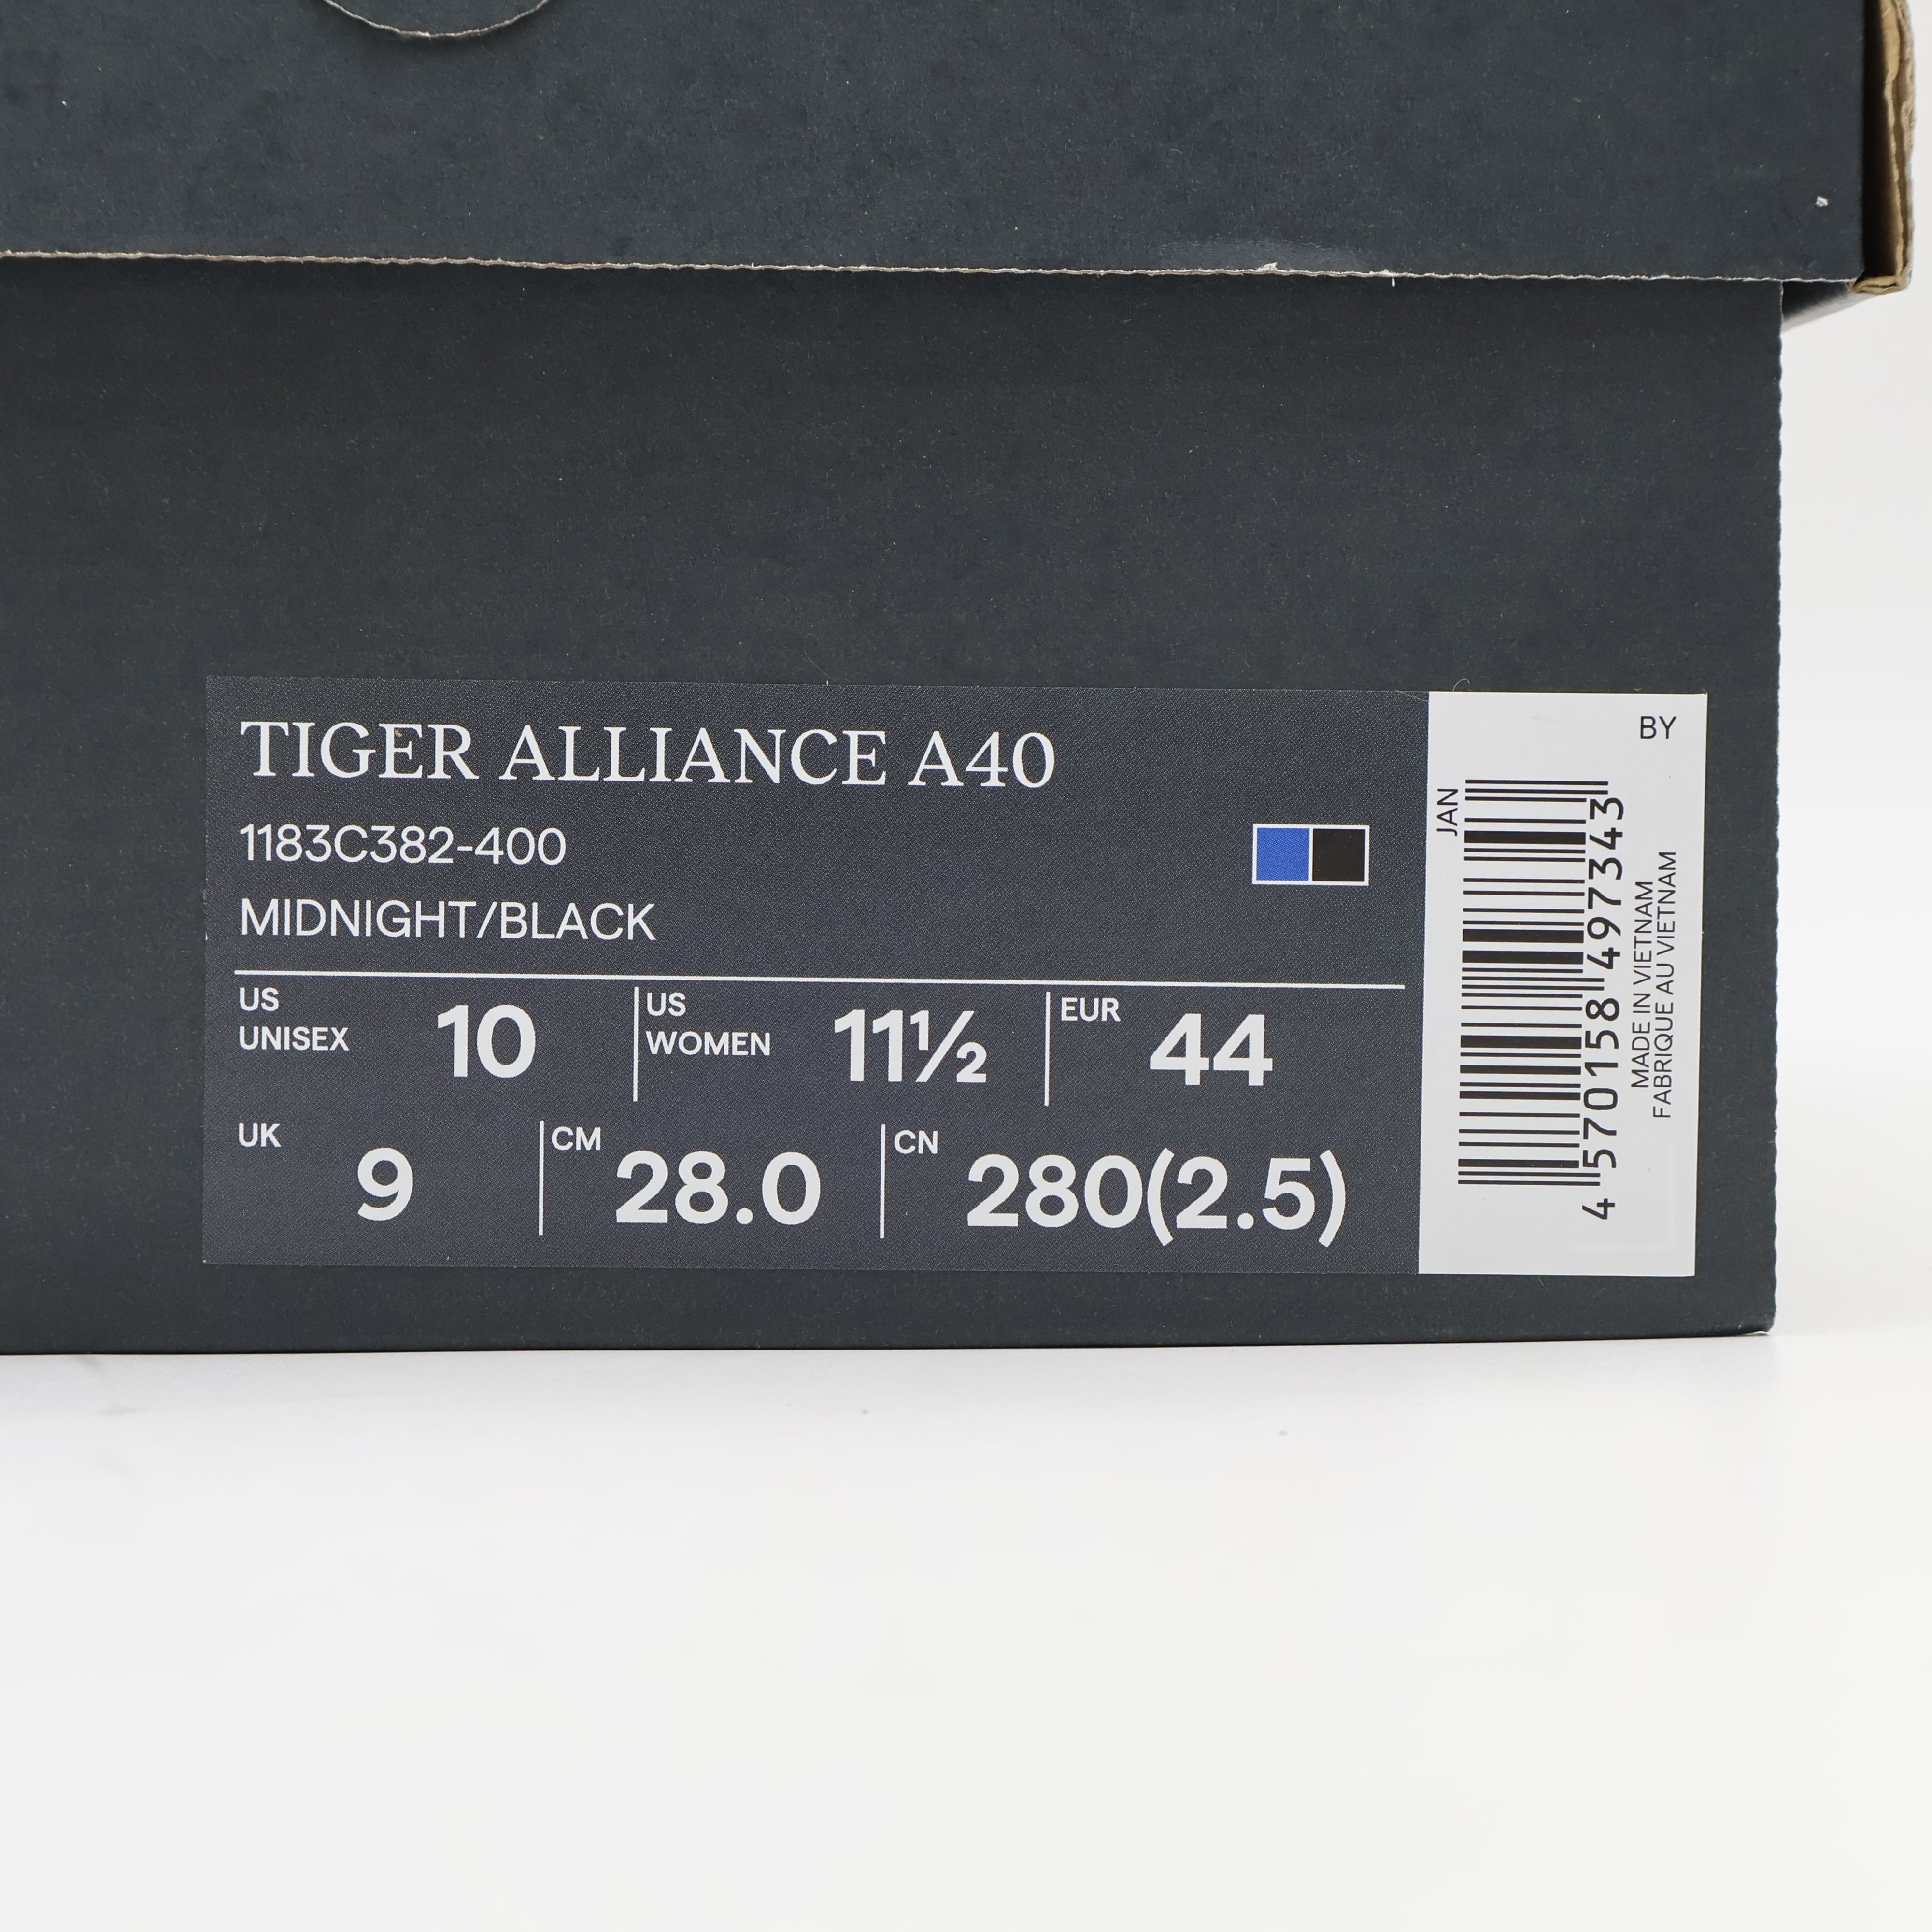 TIGER ALLIANCE A40
1183C382-400
MIDNIGHT/BLACK
US UNISEX 10
US WOMEN 11½
EUR 44
UK 9
CM 28.0
CN 280(2.5)
BY
JAN
4 570158 497343
MADE IN VIETNAM
FABRIQUE AU VIETNAM